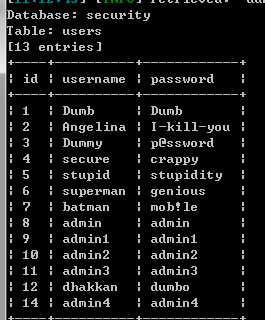 [11:12:13] [INFO] retrieved:
Database: security
Table: users
[13 entries]
+----+----------+------------+
¦ id ¦ username ¦ password   ¦
+----+----------+------------+
¦ 1  ¦ Dumb     ¦ Dumb       ¦
¦ 2  ¦ Angelina ¦ I-kill-you ¦
¦ 3  ¦ Dummy    ¦ p@ssword   ¦
¦ 4  ¦ secure   ¦ crappy     ¦
¦ 5  ¦ stupid   ¦ stupidity  ¦
¦ 6  ¦ superman ¦ genious    ¦
¦ 7  ¦ batman   ¦ mob!le     ¦
¦ 8  ¦ admin    ¦ admin      ¦
¦ 9  ¦ admin1   ¦ admin1     ¦
¦ 10 ¦ admin2   ¦ admin2     ¦
¦ 11 ¦ admin3   ¦ admin3     ¦
¦ 12 ¦ dhakkan  ¦ dumbo      ¦
¦ 14 ¦ admin4   ¦ admin4     ¦
+----+----------+------------+